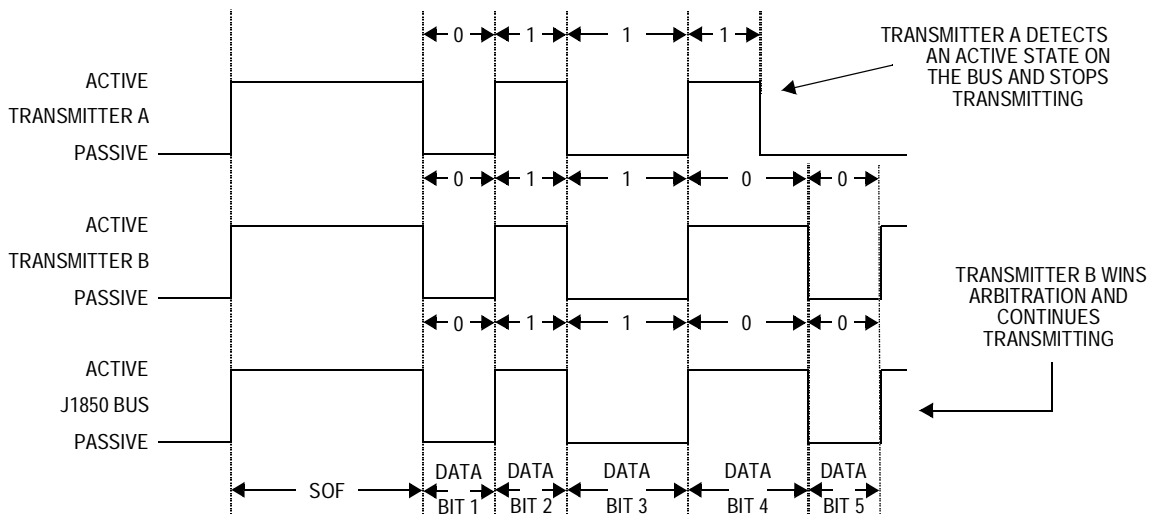 0 1 1 1
TRANSMITTER A DETECTS
AN ACTIVE STATE ON
THE BUS AND STOPS
TRANSMITTING
ACTIVE
TRANSMITTER A
PASSIVE
0 1 1 0 0
ACTIVE
TRANSMITTER B
PASSIVE
TRANSMITTER B WINS
ARBITRATION AND
CONTINUES
TRANSMITTING
0 1 1 0 0
ACTIVE
J1850 BUS
PASSIVE
SOF
DATA
BIT 1
DATA
BIT 2
DATA
BIT 3
DATA
BIT 4
DATA
BIT 5